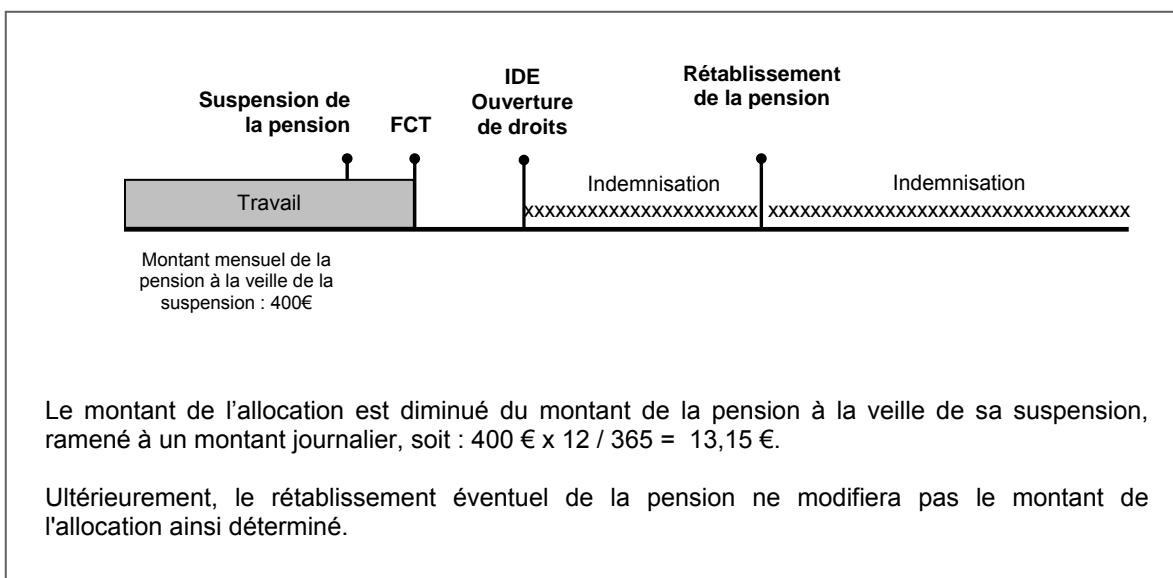 IDE
Ouverture
de droits
Rétablissement
de la pension
Suspension de
la pension
FCT
Travail
Indemnisation
Indemnisation
xxxxxxxxxxxxxxxxxxxxxx
xxxxxxxxxxxxxxxxxxxxxxxxxxxxxxxxxx
Montant mensuel de la
pension à la veille de la
suspension : 400€
Le montant de l’allocation est diminué du montant de la pension à la veille de sa suspension,
ramené à un montant journalier, soit : 400 € x 12 / 365 = 13,15 €.
Ultérieurement, le rétablissement éventuel de la pension ne modifiera pas le montant de
l'allocation ainsi déterminé.